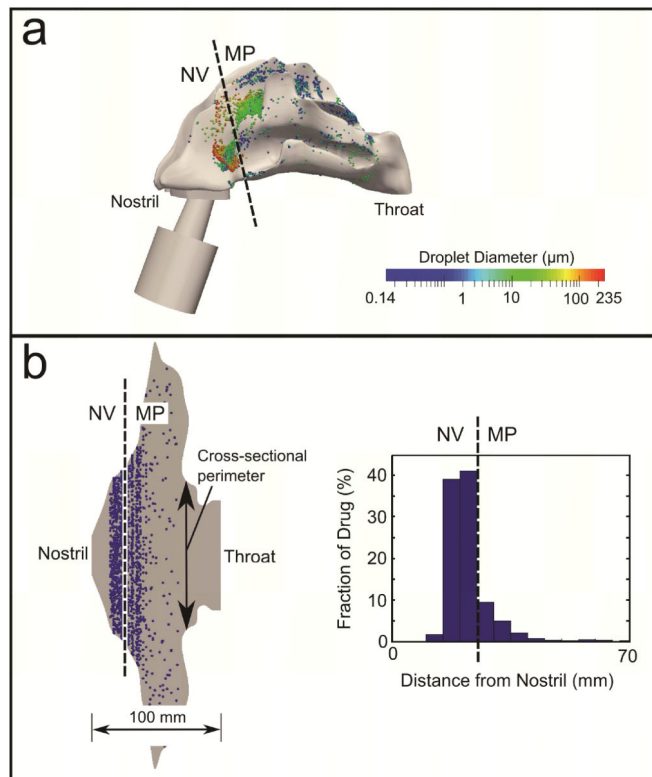 a
NV
MP
Nostril
Throat
Droplet Diameter (µm)
0.14 1 10 100 235
b
NV MP
Cross-sectional
perimeter
Nostril
Throat
100 mm
NV MP
Fraction of Drug (%)
40
30
20
10
0
0 70
Distance from Nostril (mm)